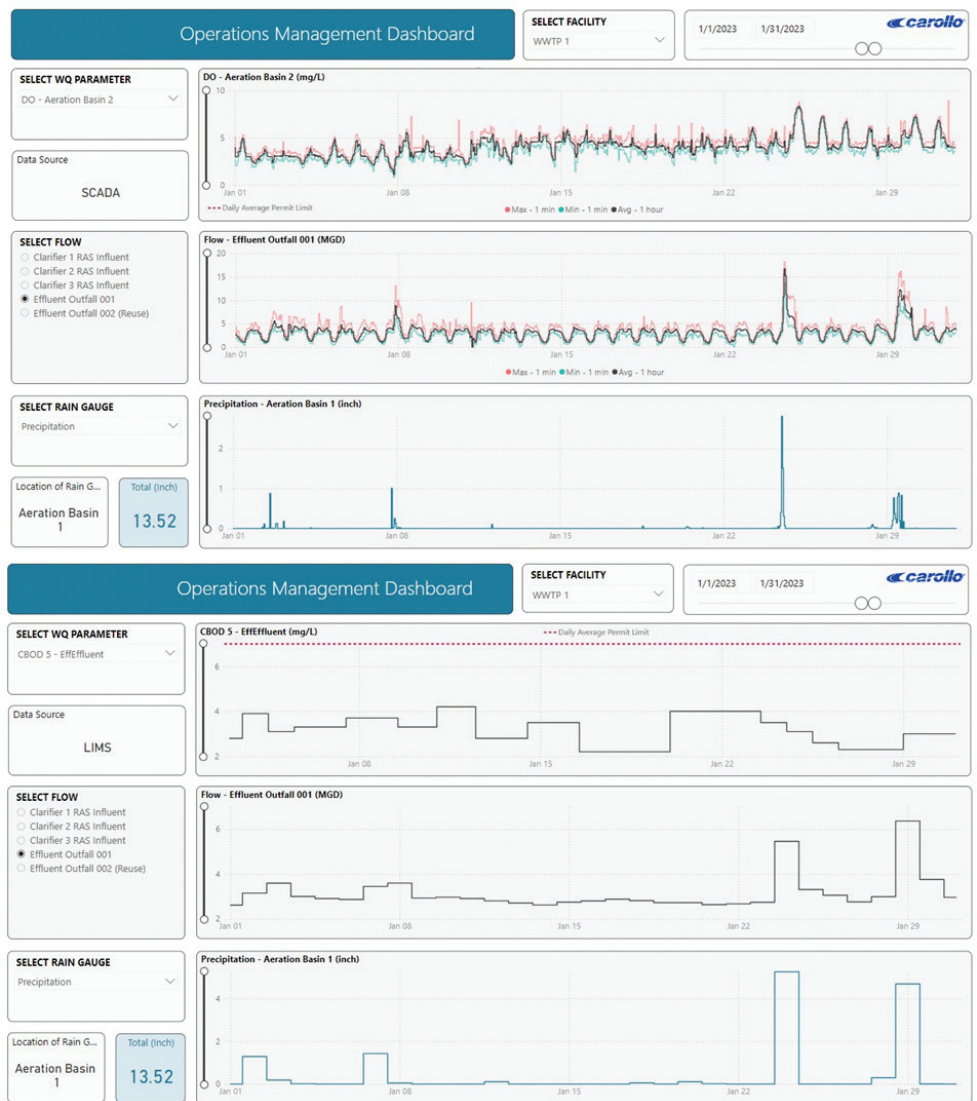 Operations Management Dashboard
SELECT FACILITY
WWTP 1
1/1/2023 1/31/2023
carollo
SELECT WQ PARAMETER
DO - Aeration Basin 2
Data Source
SCADA
DO - Aeration Basin 2 (mg/L)
10
5
0
Jan 01 Jan 08 Jan 15 Jan 22 Jan 29
Daily Average Permit Limit
Max - 1 min Min - 1 min Avg - 1 hour
SELECT FLOW
Clarifier 1 RAS Influent
Clarifier 2 RAS Influent
Clarifier 3 RAS Influent
Effluent Outfall 001
Effluent Outfall 002 (Reuse)
Flow - Effluent Outfall 001 (MGD)
20
15
10
5
0
Jan 01 Jan 08 Jan 15 Jan 22 Jan 29
Max - 1 min Min - 1 min Avg - 1 hour
SELECT RAIN GAUGE
Precipitation
Location of Rain G...
Aeration Basin
1
Total (Inch)
13.52
Precipitation - Aeration Basin 1 (inch)
2
1
0
Jan 01 Jan 08 Jan 15 Jan 22 Jan 29
Operations Management Dashboard
SELECT FACILITY
WWTP 1
1/1/2023 1/31/2023
carollo
SELECT WQ PARAMETER
CBOD 5 - EffEffluent
Data Source
LIMS
CBOD 5 - EffEffluent (mg/L)
Daily Average Permit Limit
6
4
2
Jan 08 Jan 15 Jan 22 Jan 29
SELECT FLOW
Clarifier 1 RAS Influent
Clarifier 2 RAS Influent
Clarifier 3 RAS Influent
Effluent Outfall 001
Effluent Outfall 002 (Reuse)
Flow - Effluent Outfall 001 (MGD)
6
4
2
Jan 01 Jan 08 Jan 15 Jan 22 Jan 29
SELECT RAIN GAUGE
Precipitation
Location of Rain G...
Aeration Basin
1
Total (Inch)
13.52
Precipitation - Aeration Basin 1 (inch)
4
2
0
Jan 01 Jan 08 Jan 15 Jan 22 Jan 29